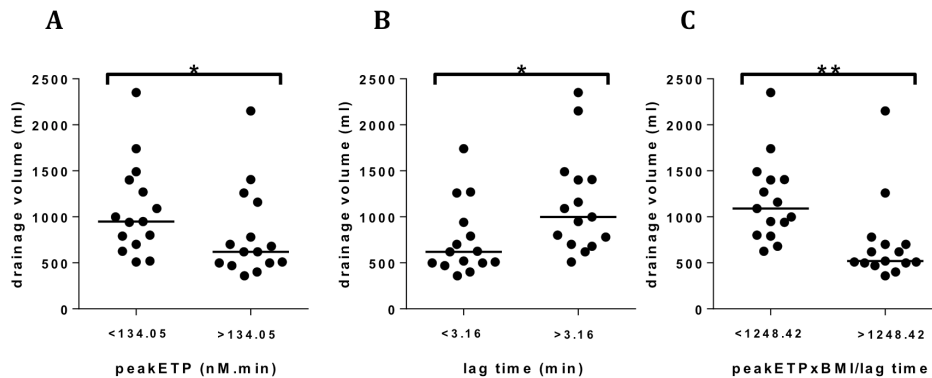 A
B
C
*
*
**
drainage volume (ml)
2500
2000
1500
1000
500
0
<134.05 >134.05
peakETP (nM.min)
drainage volume (ml)
2500
2000
1500
1000
500
0
<3.16 >3.16
lag time (min)
drainage volume (ml)
2500
2000
1500
1000
500
0
<1248.42 >1248.42
peakETPxBMI/lag time